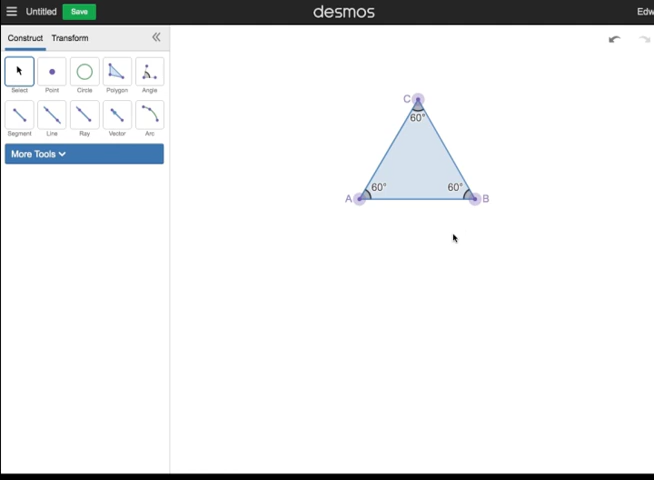 Untitled Save desmos Edw
Construct Transform
Select Point Circle Polygon Angle
Segment Line Ray Vector Arc
More Tools
C
60°
60° 60°
A B